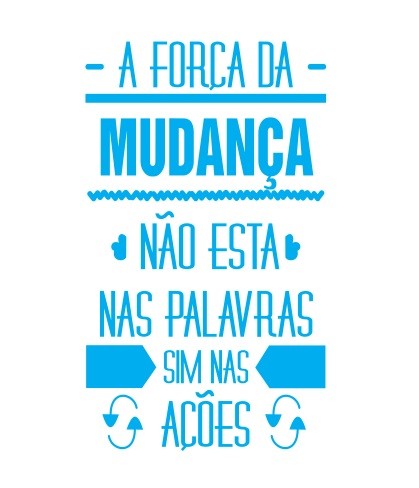 A FORÇA DA
MUDANÇA
NÃO ESTA
NAS PALAVRAS
SIM NAS
AÇÕES